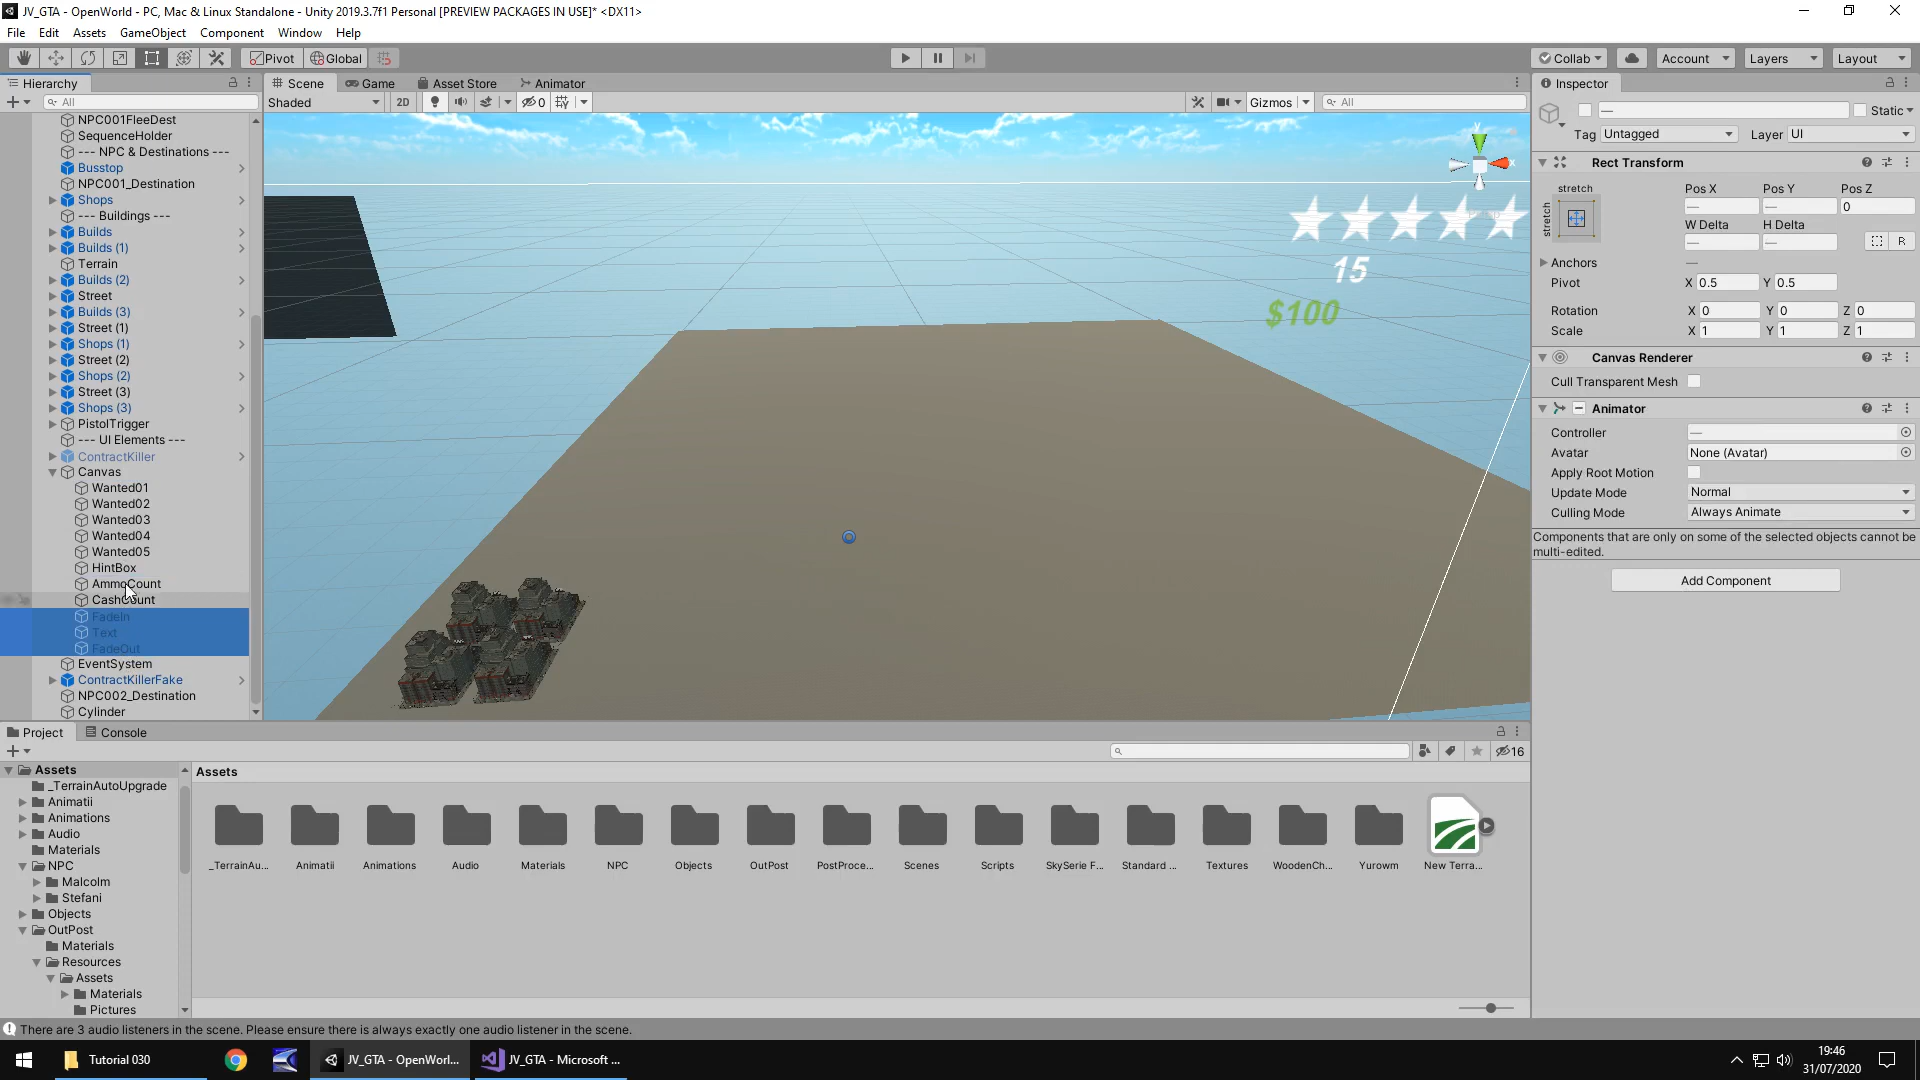 JV_GTA - OpenWorld - PC, Mac & Linux Standalone - Unity 2019.3.7f1 Personal [PREVIEW PACKAGES IN USE]* <DX11>
File Edit Assets GameObject Component Window Help
Pivot Global Collab Account Layers Layout
Hierarchy
All
NPC001FleeDest
SequenceHolder
--- NPC & Destinations ---
Busstop
NPC001_Destination
Shops
--- Buildings ---
Builds
Builds (1)
Terrain
Builds (2)
Street
Builds (3)
Street (1)
Shops (1)
Street (2)
Shops (2)
Street (3)
Shops (3)
PistolTrigger
--- UI Elements ---
ContractKiller
Canvas
Wanted01
Wanted02
Wanted03
Wanted04
Wanted05
HintBox
AmmoCount
CashCount
FadeIn
Text
FadeOut
EventSystem
ContractKillerFake
NPC002_Destination
Cylinder
Scene Game Asset Store Animator
Shaded 2D 0 Gizmos All
y
x
15
$100
Inspector
— Static
Tag Untagged Layer UI
Rect Transform
stretch
stretch
Pos X Pos Y Pos Z
— — 0
W Delta H Delta
— — R
Anchors —
Pivot X 0.5 Y 0.5
Rotation X 0 Y 0 Z 0
Scale X 1 Y 1 Z 1
Canvas Renderer
Cull Transparent Mesh
Animator
Controller —
Avatar None (Avatar)
Apply Root Motion
Update Mode Normal
Culling Mode Always Animate
Components that are only on some of the selected objects cannot be
multi-edited.
Add Component
Project Console
16
Assets
_TerrainAutoUpgrade
Animatii
Animations
Audio
Materials
NPC
Malcolm
Stefani
Objects
OutPost
Materials
Resources
Assets
Materials
Pictures
Assets
_TerrainAu... Animatii Animations Audio Materials NPC Objects OutPost PostProce... Scenes Scripts SkySerie F... Standard ... Textures WoodenCh... Yurowm New Terra...
There are 3 audio listeners in the scene. Please ensure there is always exactly one audio listener in the scene.
Tutorial 030
JV_GTA - OpenWorl...
JV_GTA - Microsoft ...
19:46
31/07/2020